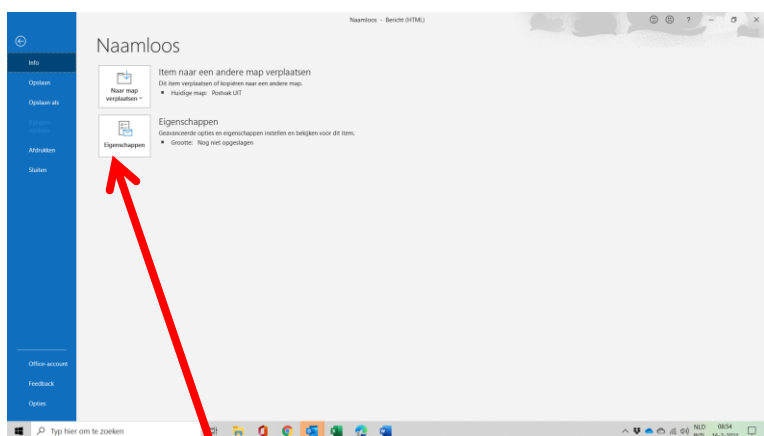 Naamloos - Bericht (HTML)
?
Naamloos
Info
Opslaan
Opslaan als
Afdrukken
Sluiten
Office-account
Feedback
Opties
Naar map
verplaatsen
Item naar een andere map verplaatsen
Dit item verplaatsen of kopiëren naar een andere map.
Huidige map: Postvak UIT
Eigenschappen
Eigenschappen
Geavanceerde opties en eigenschappen instellen en bekijken voor dit item.
Grootte: Nog niet opgeslagen
Typ hier om te zoeken
NLD
08:54